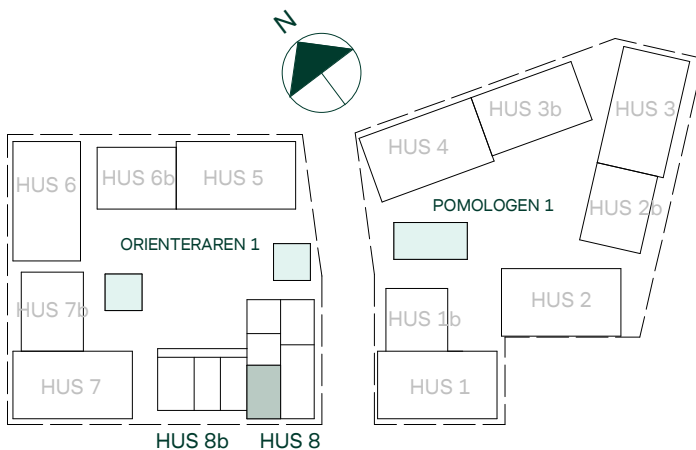 N
HUS 3b
HUS 3
HUS 4
HUS 6
HUS 6b
HUS 5
POMOLOGEN 1
HUS 2b
ORIENTERAREN 1
HUS 7b
HUS 1b
HUS 2
HUS 7
HUS 1
HUS 8b
HUS 8